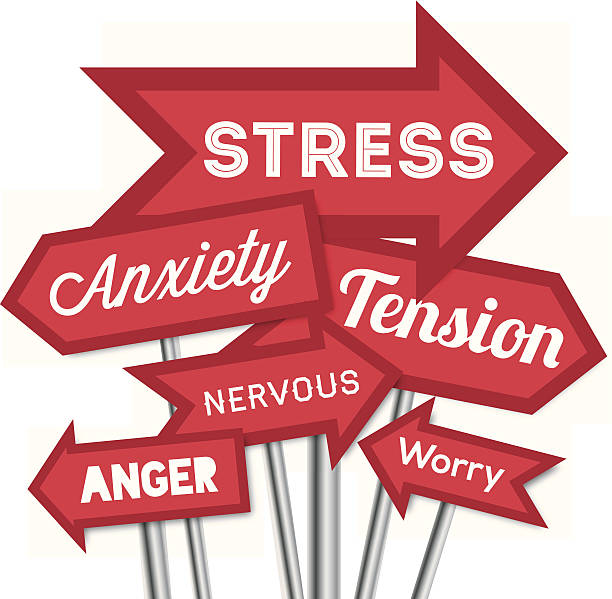 STRESS
Anxiety
Tension
NERVOUS
ANGER
Worry